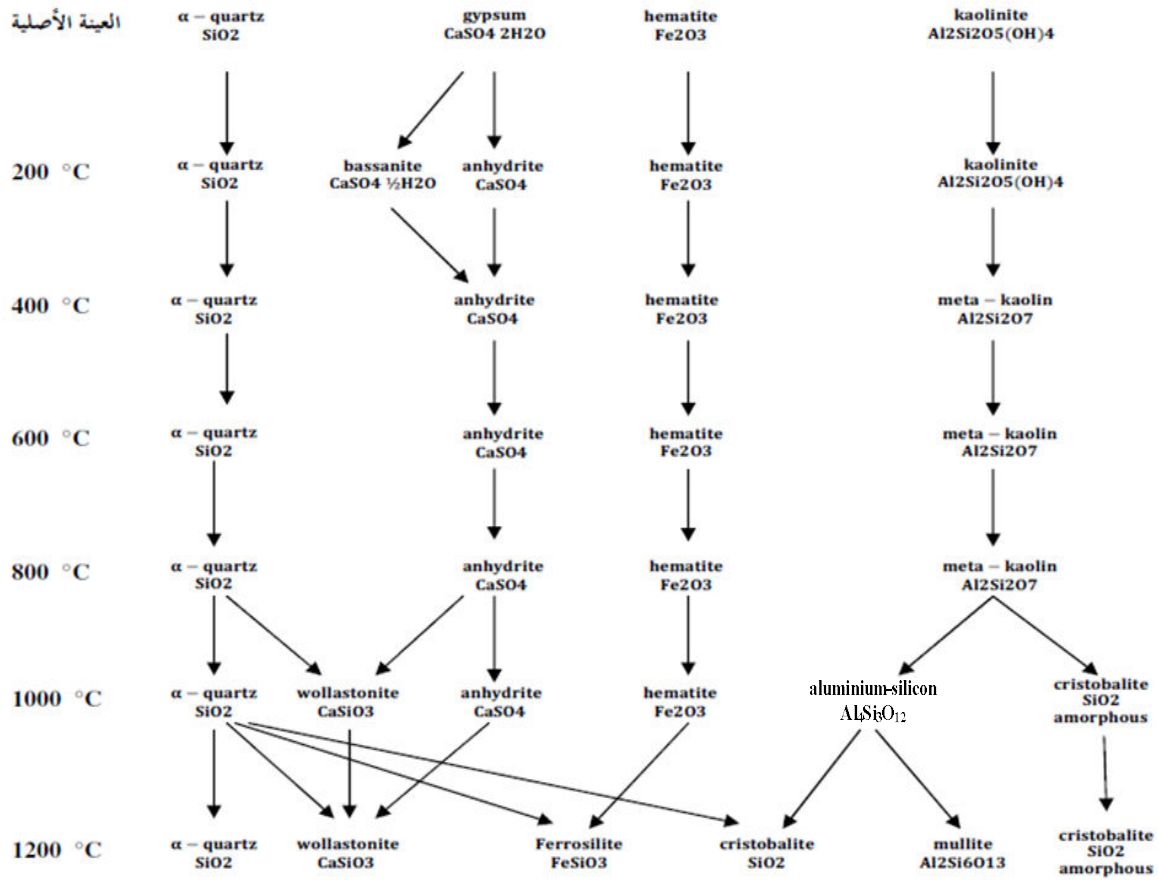 العينة الأصلية
α – quartz
SiO2
gypsum
CaSO4 2H2O
hematite
Fe2O3
kaolinite
Al2Si2O5(OH)4
200 °C
α – quartz
SiO2
bassanite
CaSO4 ½H2O
anhydrite
CaSO4
hematite
Fe2O3
kaolinite
Al2Si2O5(OH)4
400 °C
α – quartz
SiO2
anhydrite
CaSO4
hematite
Fe2O3
meta – kaolin
Al2Si2O7
600 °C
α – quartz
SiO2
anhydrite
CaSO4
hematite
Fe2O3
meta – kaolin
Al2Si2O7
800 °C
α – quartz
SiO2
anhydrite
CaSO4
hematite
Fe2O3
meta – kaolin
Al2Si2O7
1000 °C
α – quartz
SiO2
wollastonite
CaSiO3
anhydrite
CaSO4
hematite
Fe2O3
aluminium-silicon
Al4Si3O12
cristobalite
SiO2
amorphous
1200 °C
α – quartz
SiO2
wollastonite
CaSiO3
Ferrosilite
FeSiO3
cristobalite
SiO2
mullite
Al2Si6O13
cristobalite
SiO2
amorphous